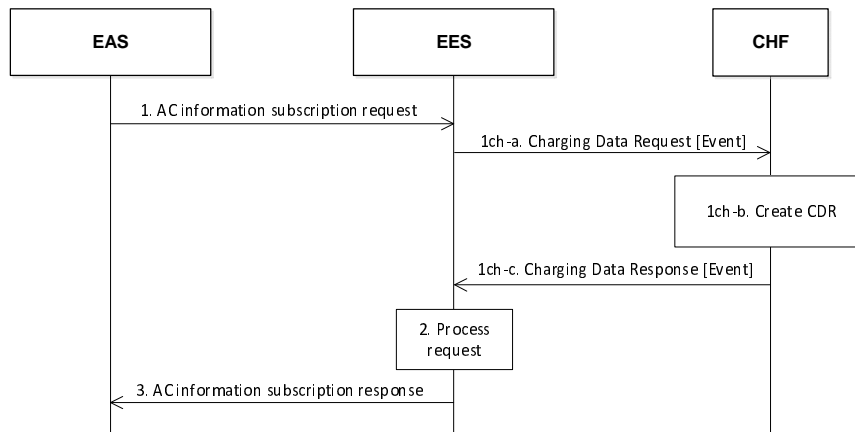 EAS
EES
CHF
1. AC information subscription request
1ch-a. Charging Data Request [Event]
1ch-b. Create CDR
1ch-c. Charging Data Response [Event]
2. Process
request
3. AC information subscription response